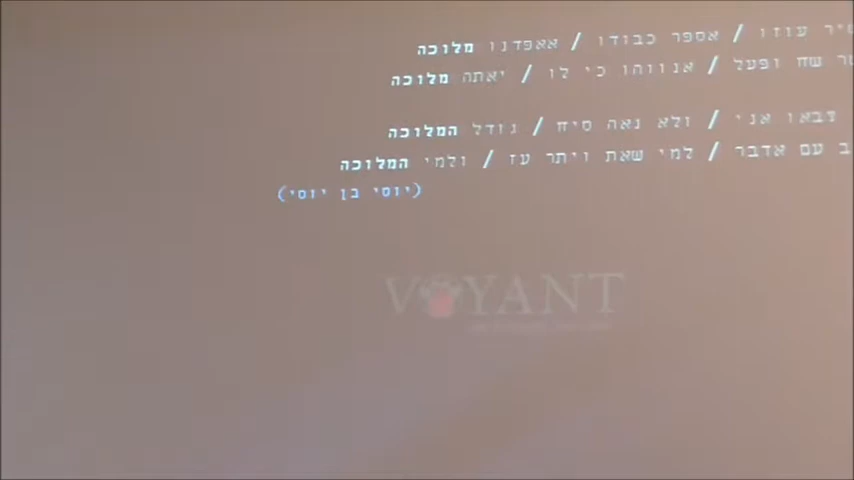 עוזו / אספר כבודו / אאפדנו מלוכה
שח ופעל / אנווהו כי לו / יאתה מלוכה
אני / ולא נאה סיח / גודל המלוכה
עם אדבר / למי שאת ויתר עז / ולמי המלוכה
(יוסי בן יוסי)
VOYANT